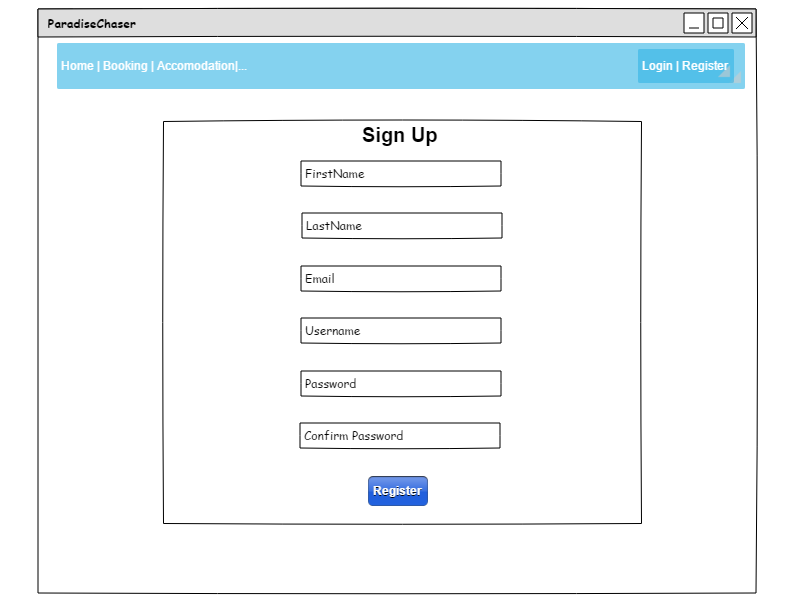 ParadiseChaser
Home | Booking | Accomodation|... Login | Register
Sign Up
FirstName
LastName
Email
Username
Password
Confirm Password
Register